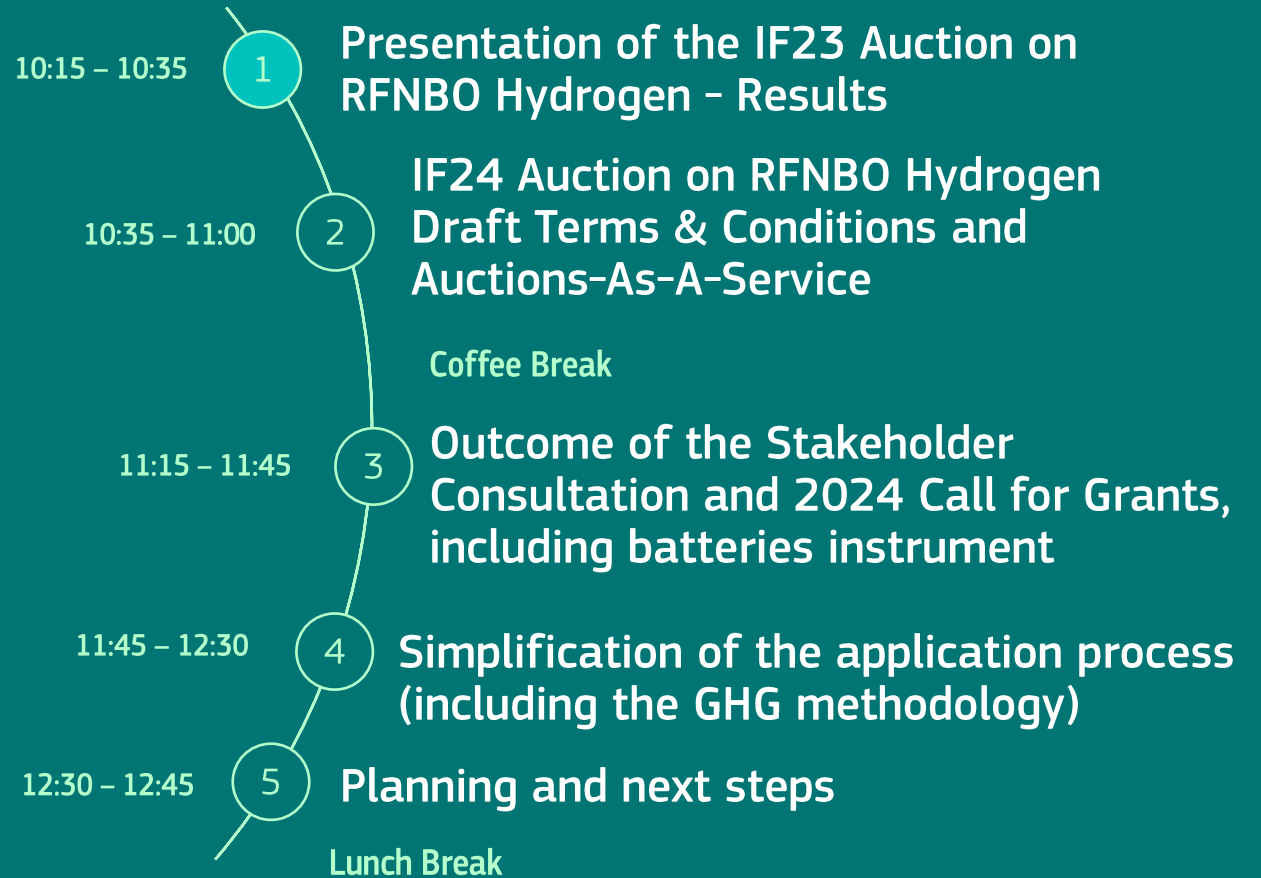 10:15 – 10:35
1
Presentation of the IF23 Auction on
RFNBO Hydrogen - Results
10:35 – 11:00
2
IF24 Auction on RFNBO Hydrogen
Draft Terms & Conditions and
Auctions-As-A-Service
Coffee Break
11:15 – 11:45
3
Outcome of the Stakeholder
Consultation and 2024 Call for Grants,
including batteries instrument
11:45 – 12:30
4
Simplification of the application process
(including the GHG methodology)
12:30 – 12:45
5
Planning and next steps
Lunch Break